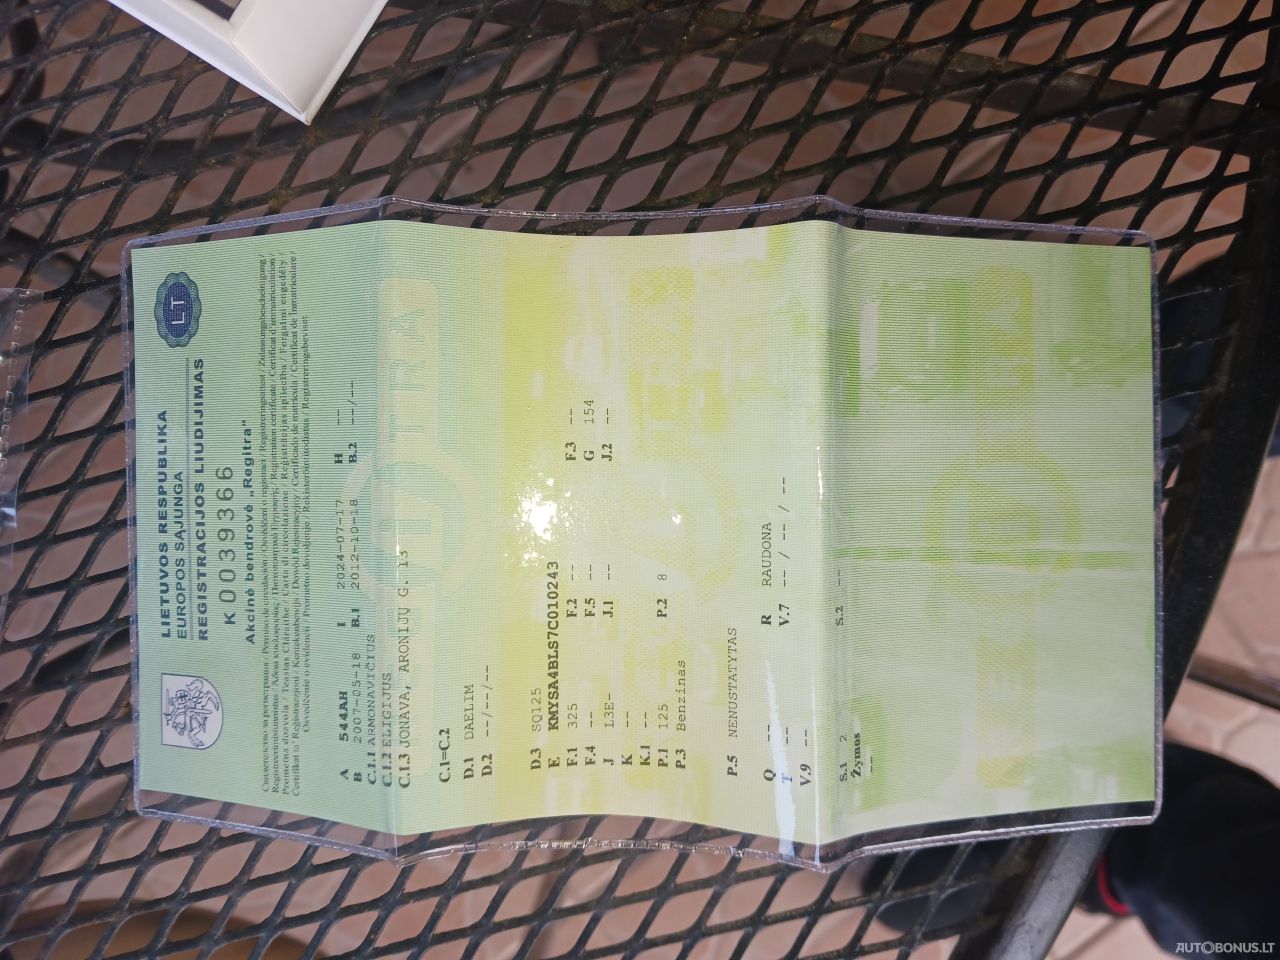 LIETUVOS RESPUBLIKA
EUROPOS SĄJUNGA
REGISTRACIJOS LIUDIJIMAS
LT
K 00039366
Akcinė bendrovė „Regitra“
A 544AH I 2024-07-17 H --
B 2007-05-18 B.1 2012-10-18 B.2 --/--
C.1.1 ARMONAVIČIUS
C.1.2 ELIGIJUS
C.1.3 JONAVA, ARONIJŲ G. 13
C.1=C.2
D.1 DAELIM
D.2 --/--/--
D.3 SQ125
E KMYSA4BLS7C010243
F.1 325 F.2 -- F.3 --
F.4 -- F.5 -- G 154
J L3E- J.1 -- J.2 --
K --
K.1 --
P.1 125 P.2 8
P.3 Benzinas
P.5 NENUSTATYTAS
Q -- R RAUDONA
T -- V.7 -- / -- / --
V.9 --
S.1 2 S.2 --
Žymos
--
AUTOBONUS.LT